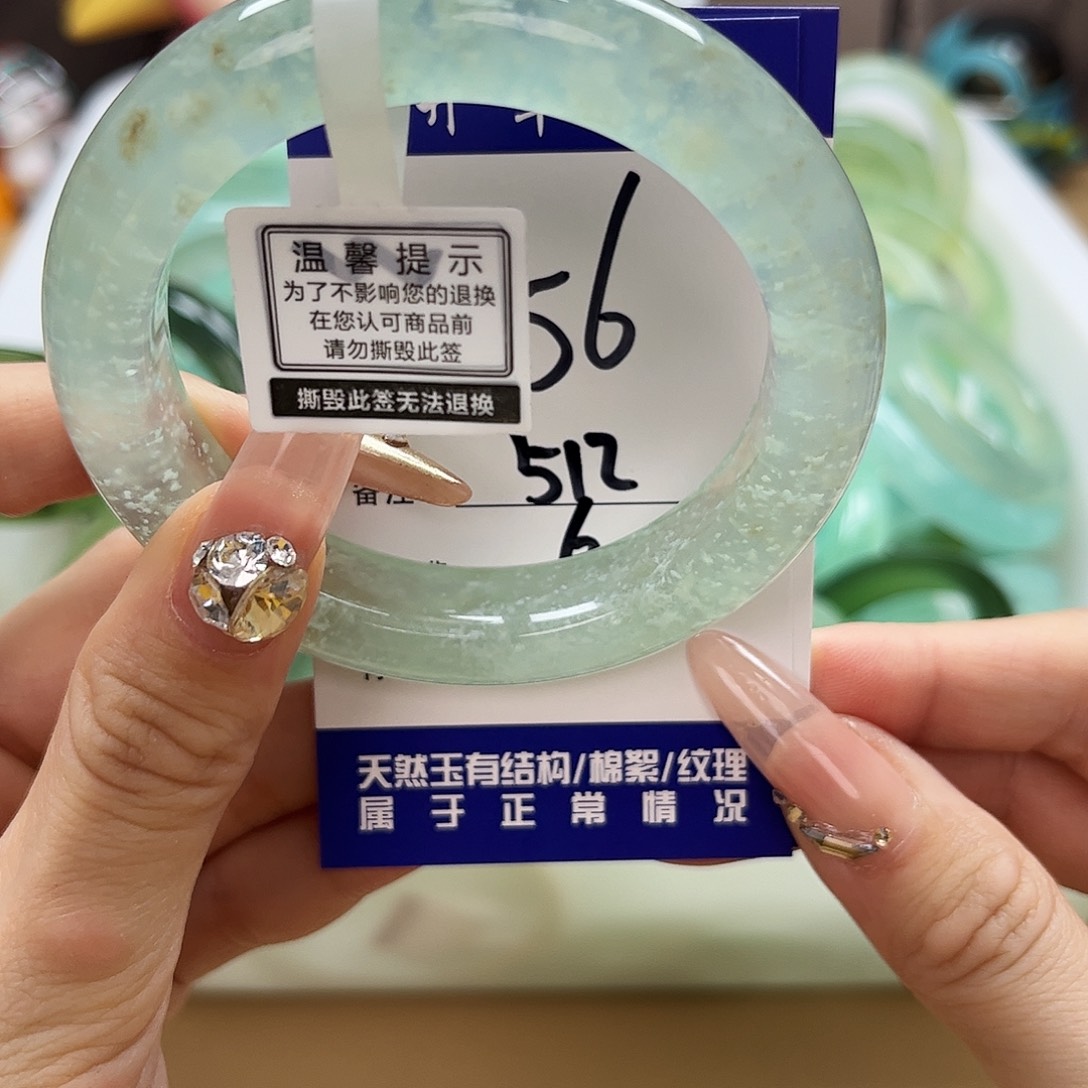 温馨提示
为了不影响您的退换
在您认可商品前
请勿撕毁此签
撕毁此签无法退换
56
备注
512
6
天然玉有结构/棉絮/纹理
属于正常情况